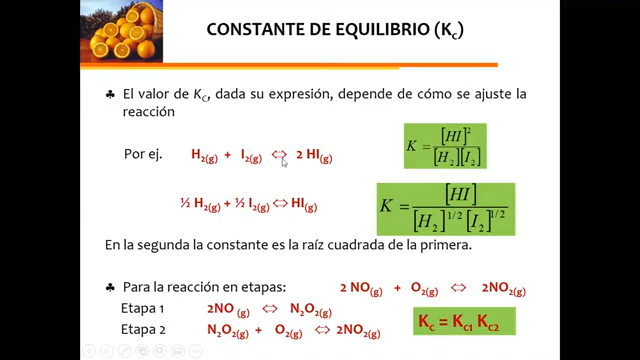 CONSTANTE DE EQUILIBRIO (Kc)
♣ El valor de KC, dada su expresión, depende de cómo se ajuste la
reacción
Por ej. H2(g) + I2(g) ⇔ 2 HI(g)
K = [HI]² / [H2][I2]
½ H2(g) + ½ I2(g) ⇔ HI(g)
K = [HI] / [H2]^1/2 [I2]^1/2
En la segunda la constante es la raíz cuadrada de la primera.
♣ Para la reacción en etapas: 2 NO(g) + O2(g) ⇔ 2NO2(g)
Etapa 1 2NO (g) ⇔ N2O2(g)
Etapa 2 N2O2(g) + O2(g) ⇔ 2NO2(g)
Kc = Kc1 Kc2